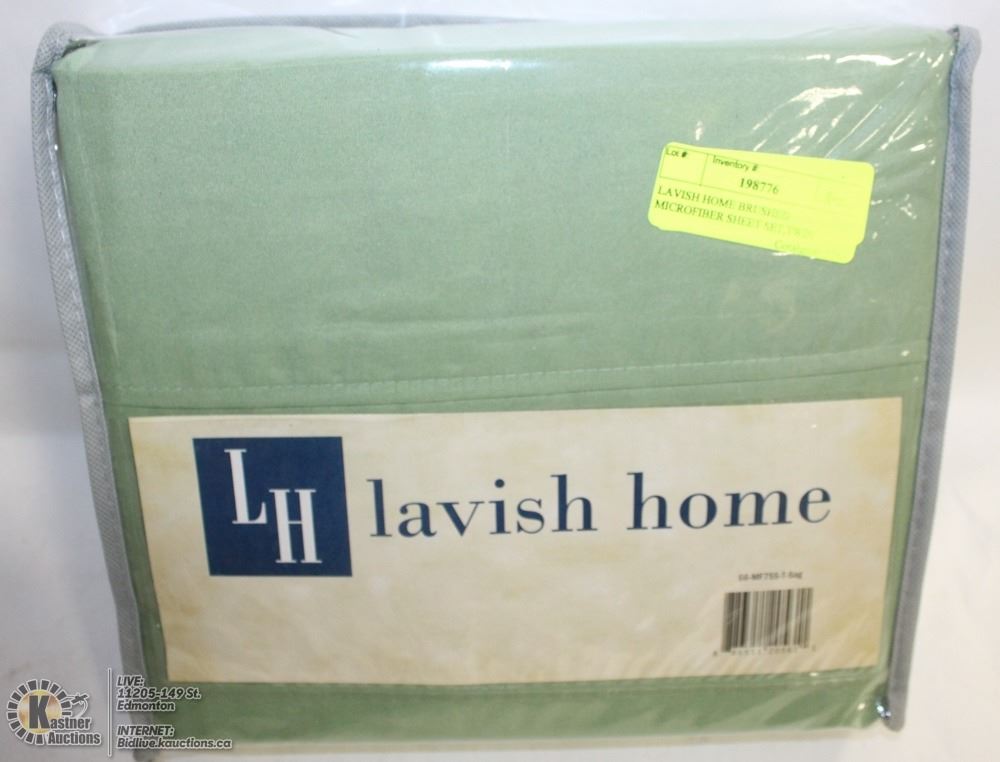 Lot #:
Inventory #
198776
LAVISH HOME BRUSHED
MICROFIBER SHEET SET, TWIN
LH
lavish home
Kastner
Auctions
LIVE:
11205-149 St.
Edmonton
INTERNET:
Bidlive.kauctions.ca